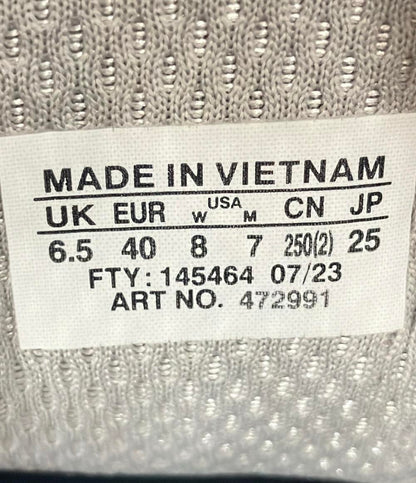 MADE IN VIETNAM
UK EUR W USA M CN JP
6.5 40 8 7 250(2) 25
FTY: 145464 07/23
ART NO. 472991